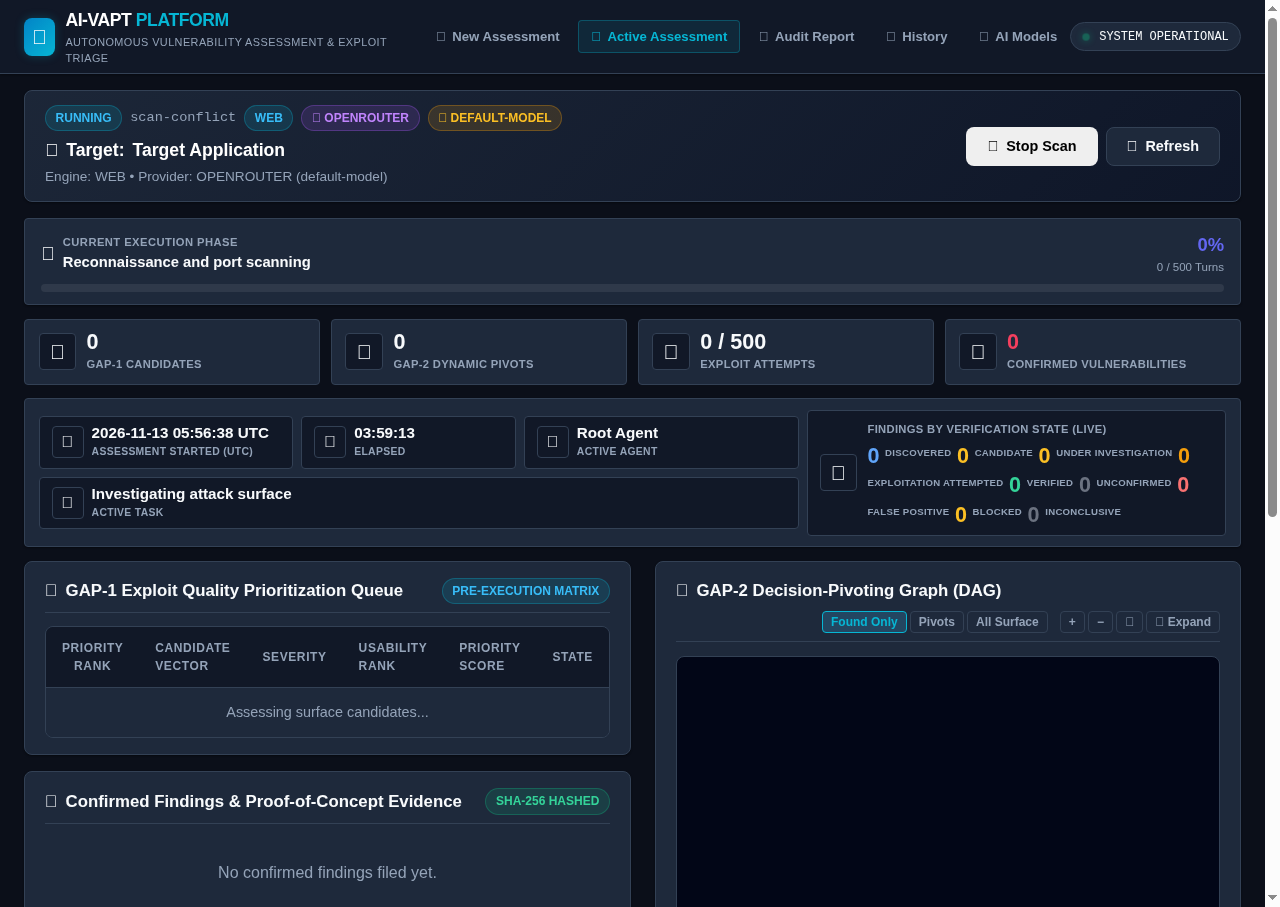 AI-VAPT PLATFORM
AUTONOMOUS VULNERABILITY ASSESSMENT & EXPLOIT
TRIAGE
New Assessment
Active Assessment
Audit Report
History
AI Models
SYSTEM OPERATIONAL
RUNNING
scan-conflict
WEB
OPENROUTER
DEFAULT-MODEL
Target: Target Application
Engine: WEB • Provider: OPENROUTER (default-model)
Stop Scan
Refresh
CURRENT EXECUTION PHASE
Reconnaissance and port scanning
0%
0 / 500 Turns
0
GAP-1 CANDIDATES
0
GAP-2 DYNAMIC PIVOTS
0 / 500
EXPLOIT ATTEMPTS
0
CONFIRMED VULNERABILITIES
2026-11-13 05:56:38 UTC
ASSESSMENT STARTED (UTC)
03:59:13
ELAPSED
Root Agent
ACTIVE AGENT
Investigating attack surface
ACTIVE TASK
FINDINGS BY VERIFICATION STATE (LIVE)
0 DISCOVERED 0 CANDIDATE 0 UNDER INVESTIGATION 0
EXPLOITATION ATTEMPTED 0 VERIFIED 0 UNCONFIRMED 0
FALSE POSITIVE 0 BLOCKED 0 INCONCLUSIVE
GAP-1 Exploit Quality Prioritization Queue
PRE-EXECUTION MATRIX
PRIORITY RANK
CANDIDATE VECTOR
SEVERITY
USABILITY RANK
PRIORITY SCORE
STATE
Assessing surface candidates...
Confirmed Findings & Proof-of-Concept Evidence
SHA-256 HASHED
No confirmed findings filed yet.
GAP-2 Decision-Pivoting Graph (DAG)
Found Only
Pivots
All Surface
+
−
Expand